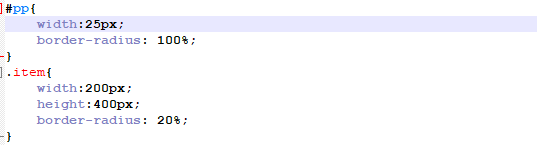 #pp{
width:25px;
border-radius: 100%;
}
.item{
width:200px;
height:400px;
border-radius: 20%;
}